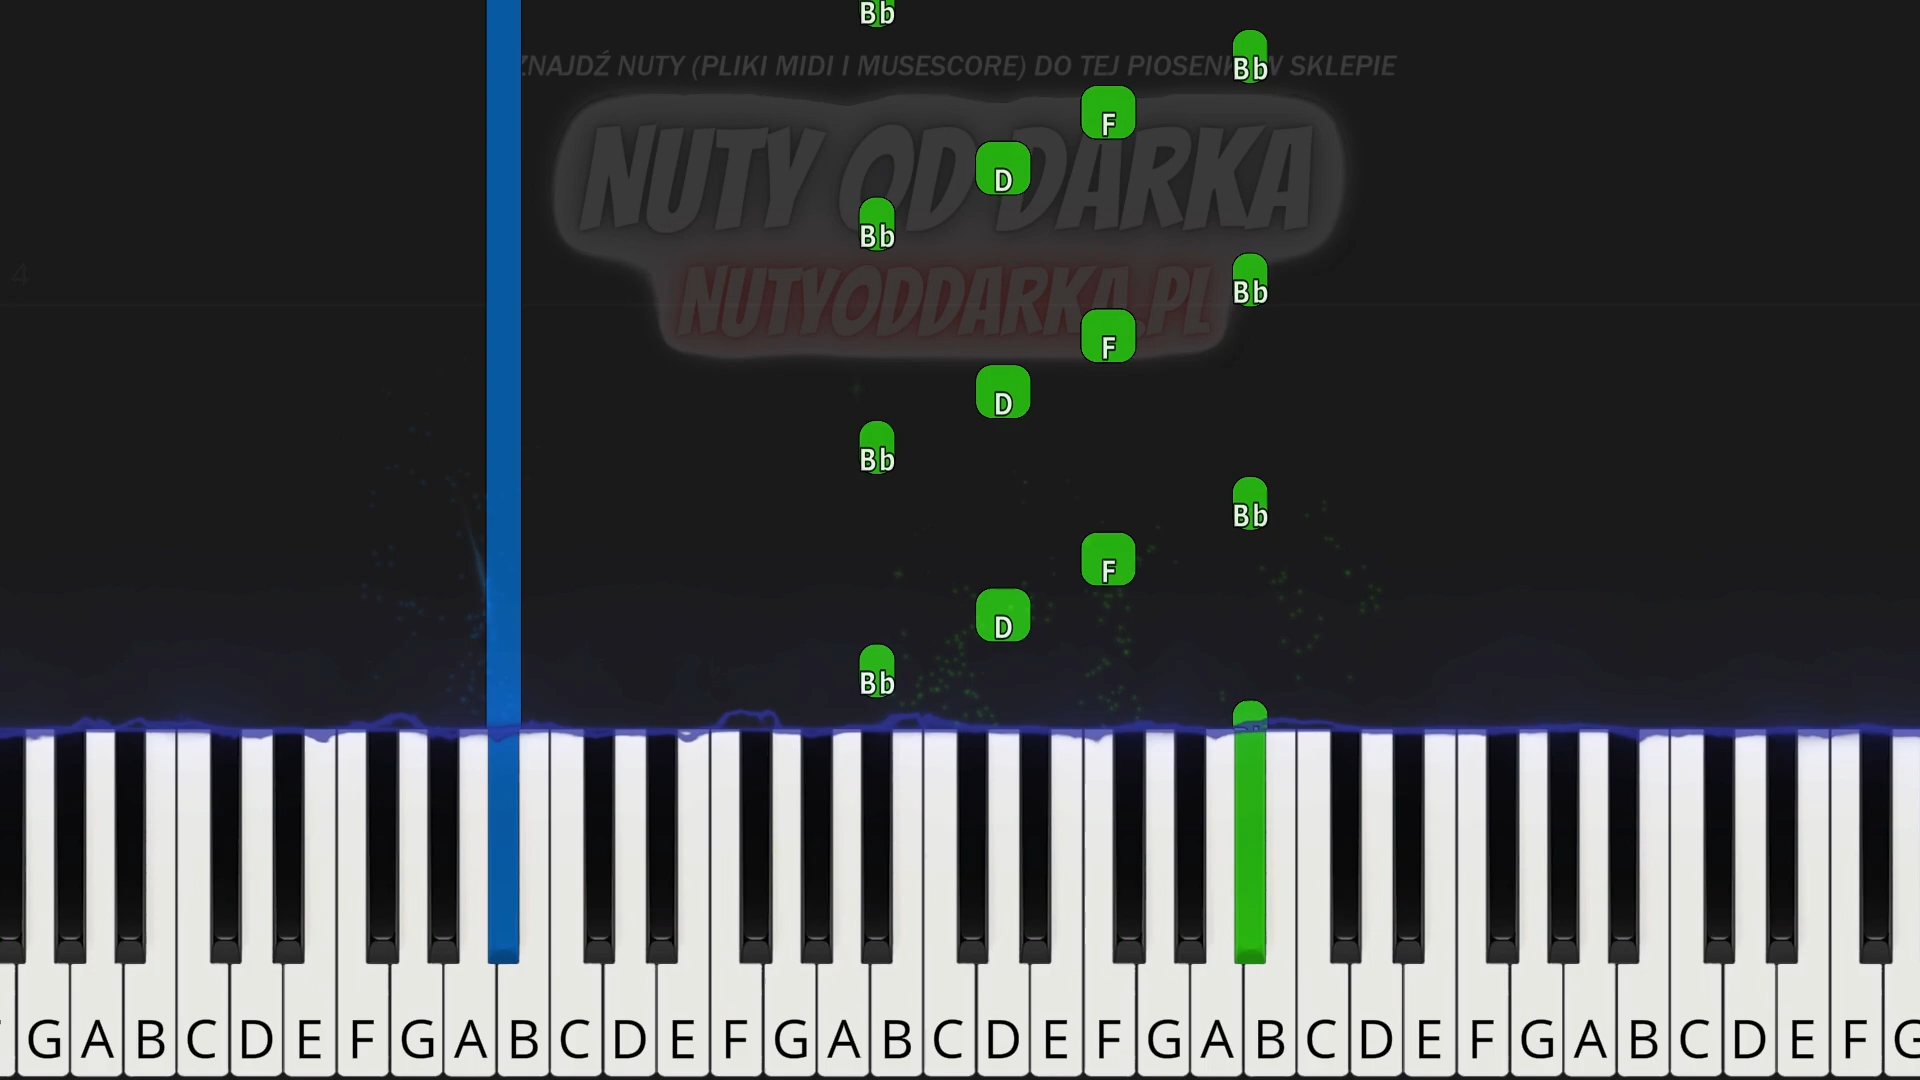 Bb
ZNAJDŹ NUTY (PLIKI MIDI I MUSESCORE) DO TEJ PIOSENKI W SKLEPIE
Bb
F
NUTY OD DARKA
D
Bb
4
NUTYODDARKA.PL
Bb
F
D
Bb
Bb
F
D
Bb
G A B C D E F G A B C D E F G A B C D E F G A B C D E F G A B C D E F G